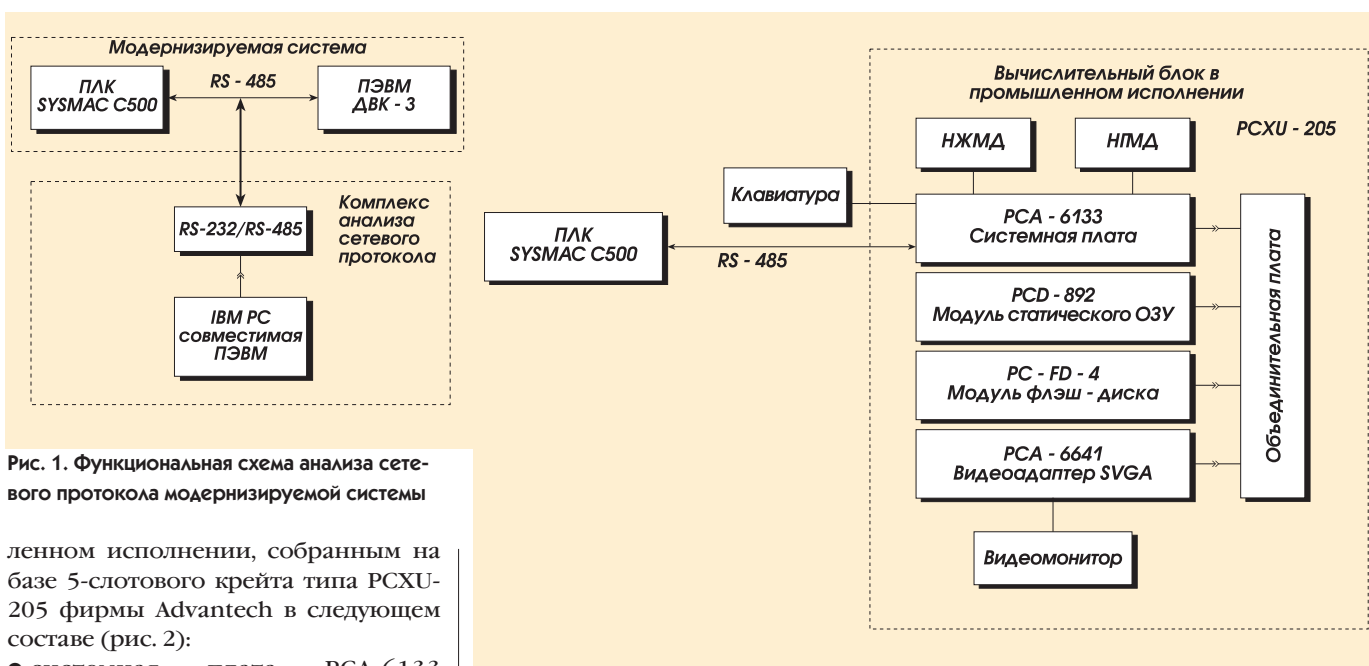 Модернизируемая система
ПЛК
SYSMAC C500
RS - 485
ПЭВМ
ДВК - 3
RS-232/RS-485
Комплекс
анализа
сетевого
протокола
IBM PC
совместимая
ПЭВМ
Рис. 1. Функциональная схема анализа сете-
вого протокола модернизируемой системы
ленном исполнении, собранным на
базе 5-слотового крейта типа PCXU-
205 фирмы Advantech в следующем
составе (рис. 2):
● системная плата PCA-6133
Вычислительный блок в
промышленном исполнении
НЖМД
НГМД
PCXU - 205
Клавиатура
ПЛК
SYSMAC C500
RS - 485
PCA - 6133
Системная плата
PCD - 892
Модуль статического ОЗУ
PC - FD - 4
Модуль флэш - диска
PCA - 6641
Видеоадаптер SVGA
Объединительная плата
Видеомонитор